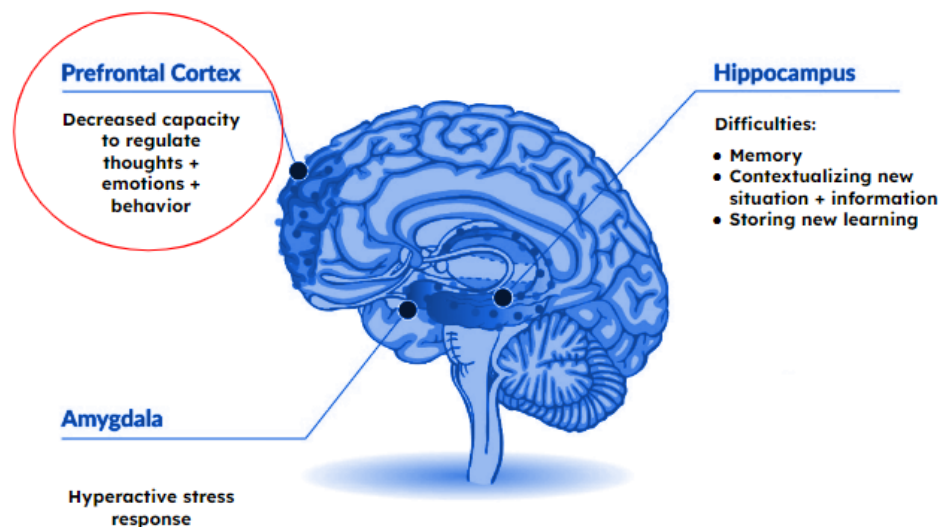 Prefrontal Cortex
Decreased capacity
to regulate
thoughts +
emotions +
behavior
Hippocampus
Difficulties:
● Memory
● Contextualizing new
situation + information
● Storing new learning
Amygdala
Hyperactive stress
response